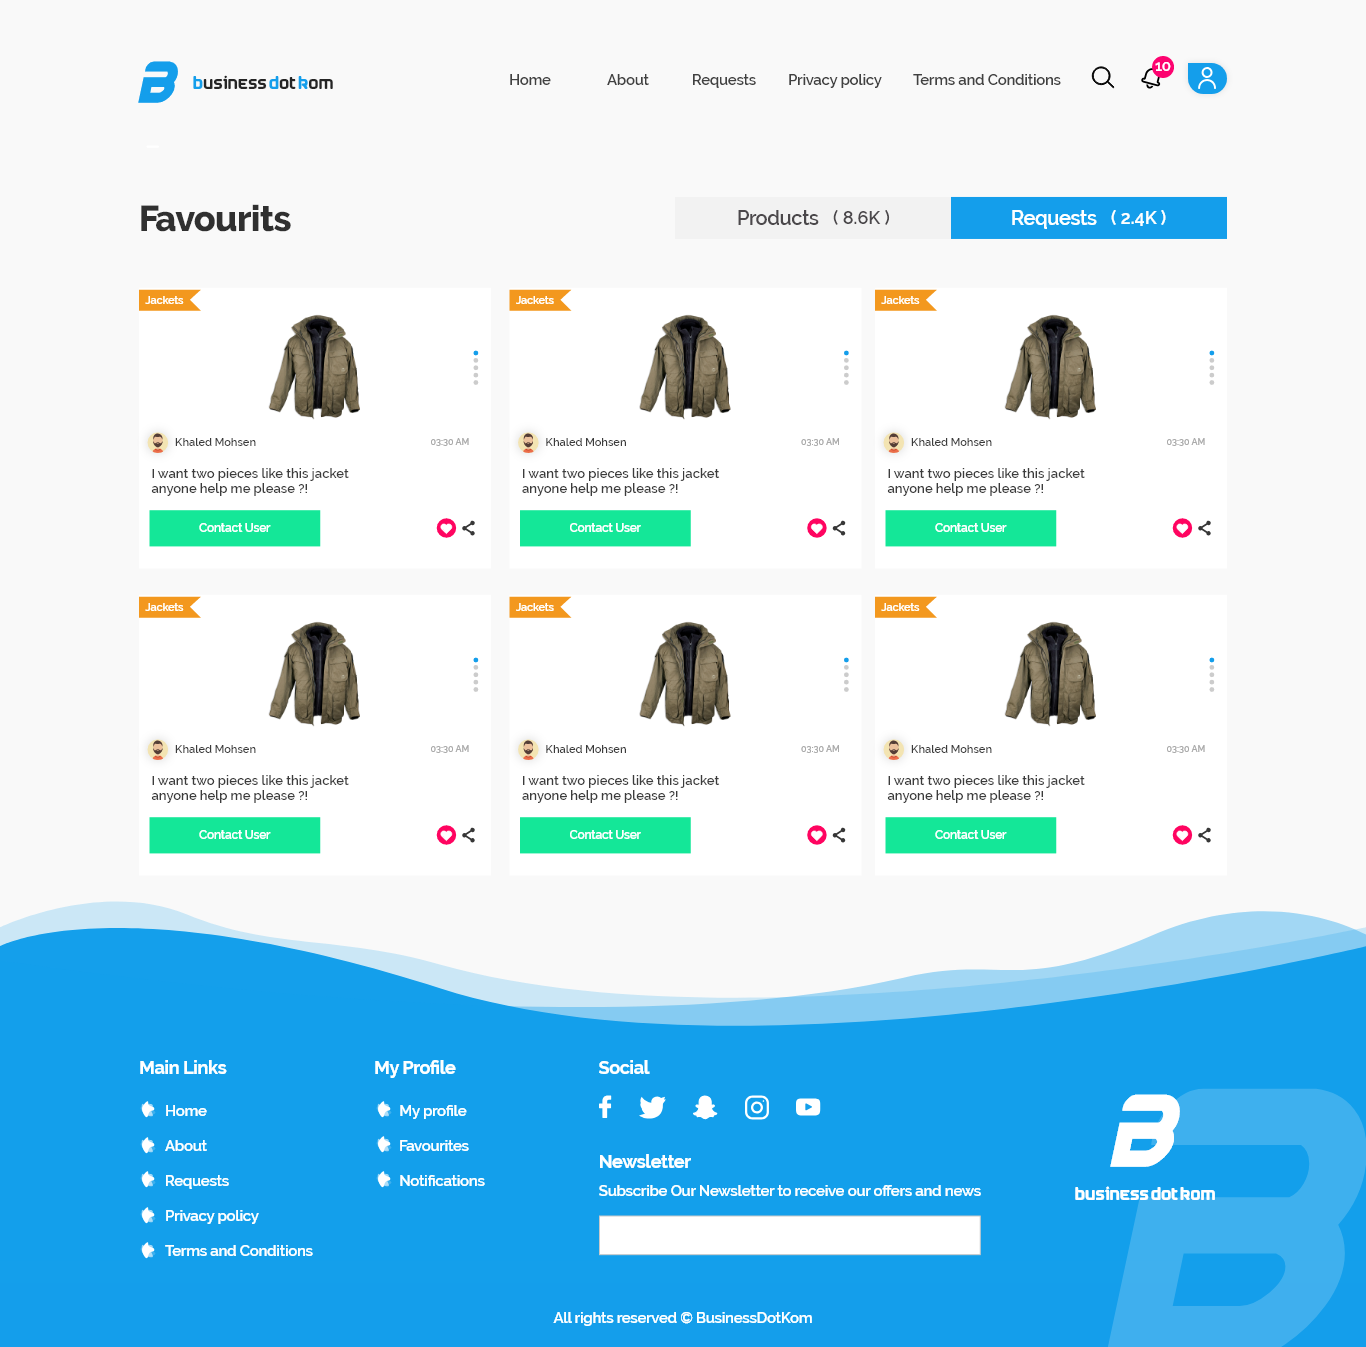 business dot kom
Home About Requests Privacy policy Terms and Conditions 10
Favourits
Products ( 8.6K ) Requests ( 2.4K )
Jackets Jackets Jackets
Khaled Mohsen 03:30 AM Khaled Mohsen 03:30 AM Khaled Mohsen 03:30 AM
I want two pieces like this jacket I want two pieces like this jacket I want two pieces like this jacket
anyone help me please ?! anyone help me please ?! anyone help me please ?!
Contact User Contact User Contact User
Jackets Jackets Jackets
Khaled Mohsen 03:30 AM Khaled Mohsen 03:30 AM Khaled Mohsen 03:30 AM
I want two pieces like this jacket I want two pieces like this jacket I want two pieces like this jacket
anyone help me please ?! anyone help me please ?! anyone help me please ?!
Contact User Contact User Contact User
Main Links
Home
About
Requests
Privacy policy
Terms and Conditions
My Profile
My profile
Favourites
Notifications
Social
Newsletter
Subscribe Our Newsletter to receive our offers and news
business dot kom
All rights reserved © BusinessDotKom